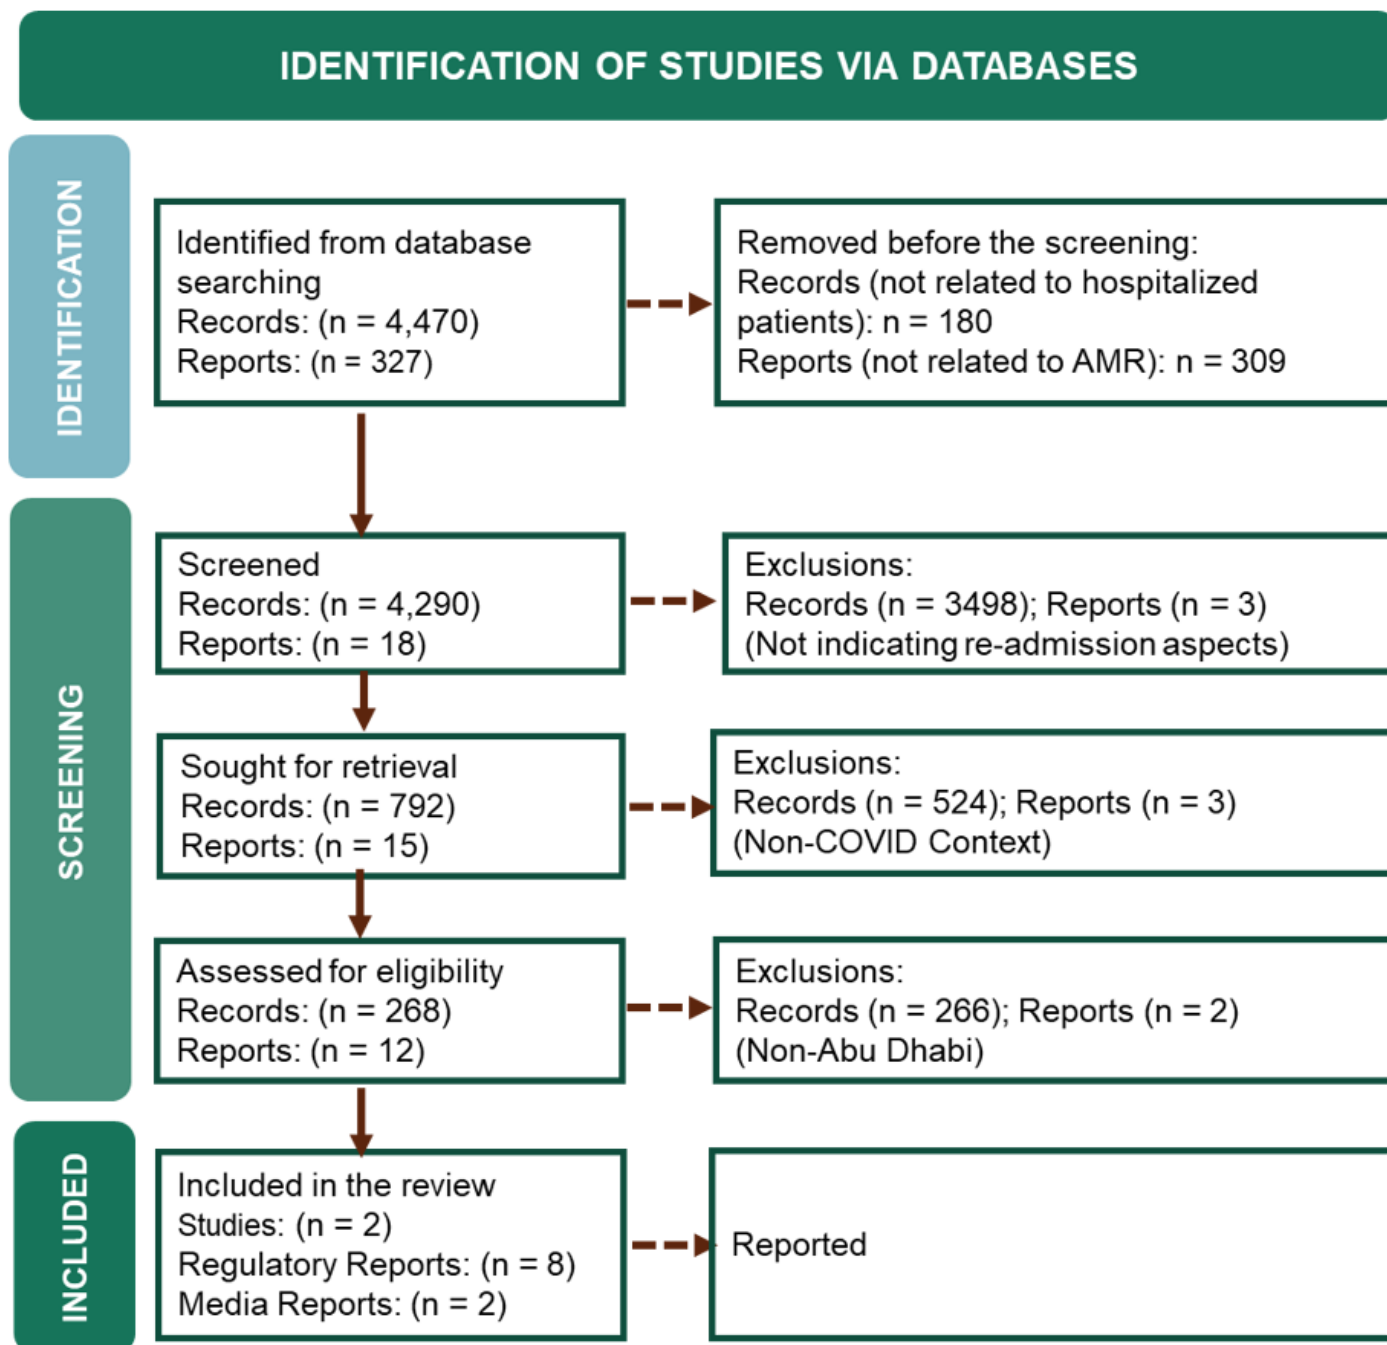 IDENTIFICATION OF STUDIES VIA DATABASES
IDENTIFICATION
Identified from database
searching
Records: (n = 4,470)
Reports: (n = 327)
Removed before the screening:
Records (not related to hospitalized
patients): n = 180
Reports (not related to AMR): n = 309
SCREENING
Screened
Records: (n = 4,290)
Reports: (n = 18)
Exclusions:
Records (n = 3498); Reports (n = 3)
(Not indicating re-admission aspects)
Sought for retrieval
Records: (n = 792)
Reports: (n = 15)
Exclusions:
Records (n = 524); Reports (n = 3)
(Non-COVID Context)
Assessed for eligibility
Records: (n = 268)
Reports: (n = 12)
Exclusions:
Records (n = 266); Reports (n = 2)
(Non-Abu Dhabi)
INCLUDED
Included in the review
Studies: (n = 2)
Regulatory Reports: (n = 8)
Media Reports: (n = 2)
Reported